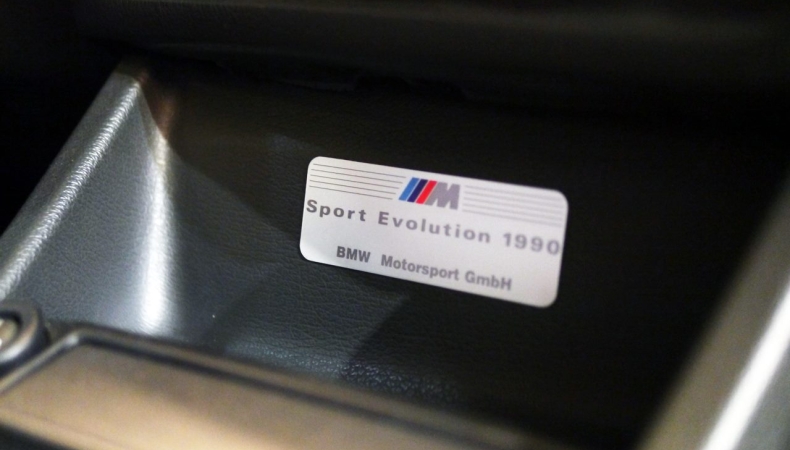 M
Sport Evolution 1990
BMW Motorsport GmbH